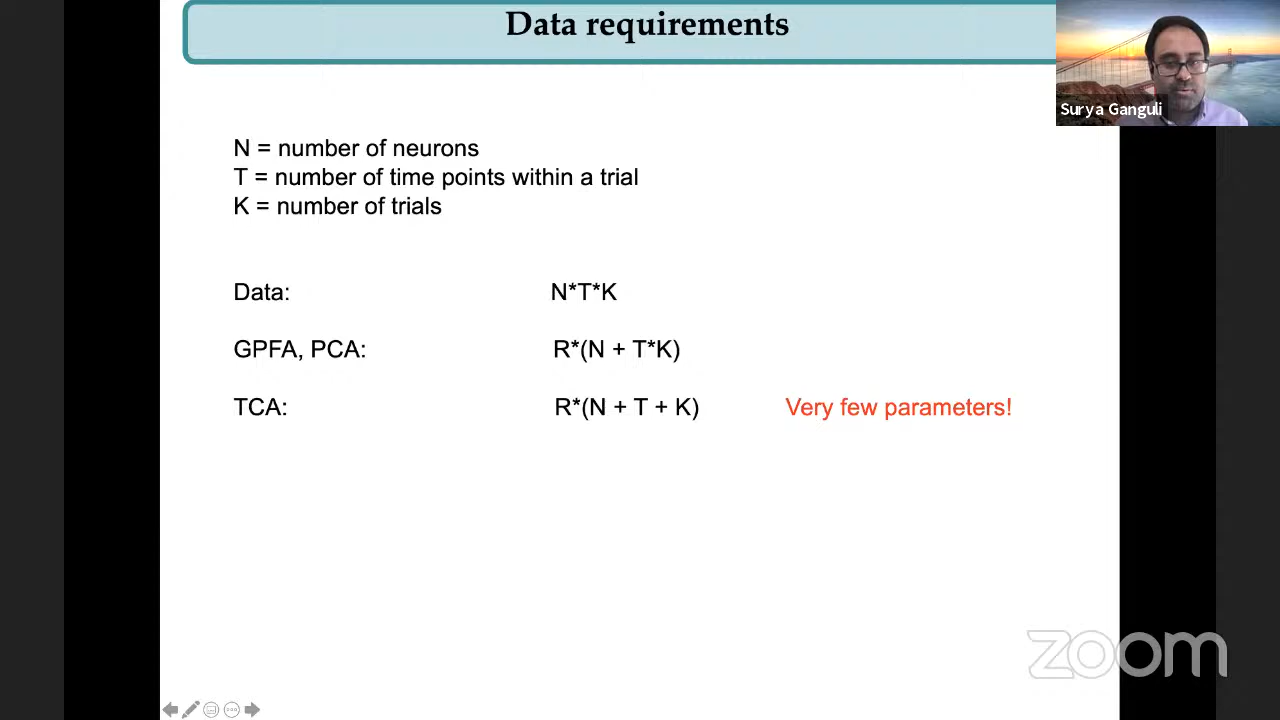 Data requirements
Surya Ganguli
N = number of neurons
T = number of time points within a trial
K = number of trials
Data: N*T*K
GPFA, PCA: R*(N + T*K)
TCA: R*(N + T + K) Very few parameters!
zoom